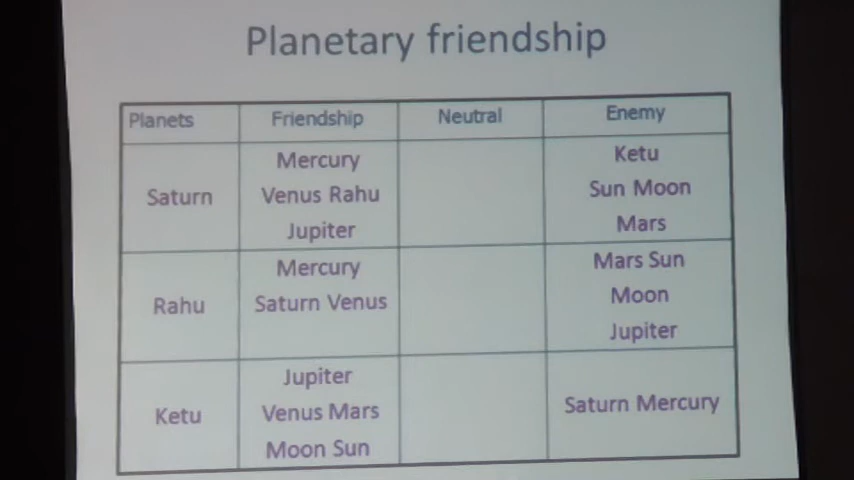 Planetary friendship
Planets Friendship Neutral Enemy
Saturn
Mercury
Venus Rahu
Jupiter
Ketu
Sun Moon
Mars
Rahu
Mercury
Saturn Venus
Mars Sun
Moon
Jupiter
Ketu
Jupiter
Venus Mars
Moon Sun
Saturn Mercury